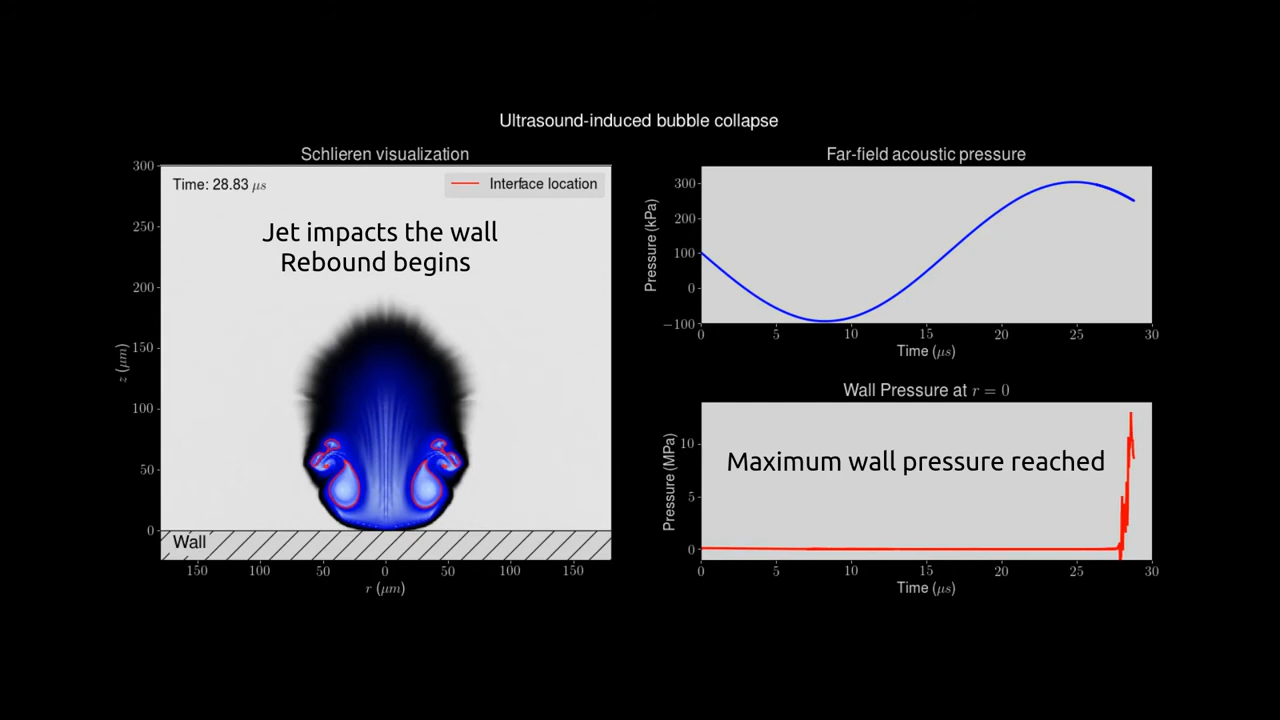 Ultrasound-induced bubble collapse
Schlieren visualization
Time: 28.83 μs
Interface location
Jet impacts the wall
Rebound begins
300
250
200
150
100
50
0
z (μm)
Wall
150 100 50 0 50 100 150
r (μm)
Far-field acoustic pressure
Pressure (kPa)
300
200
100
0
−100
0 5 10 15 20 25 30
Time (μs)
Wall Pressure at r = 0
Pressure (MPa)
Maximum wall pressure reached
10
5
0
0 5 10 15 20 25 30
Time (μs)